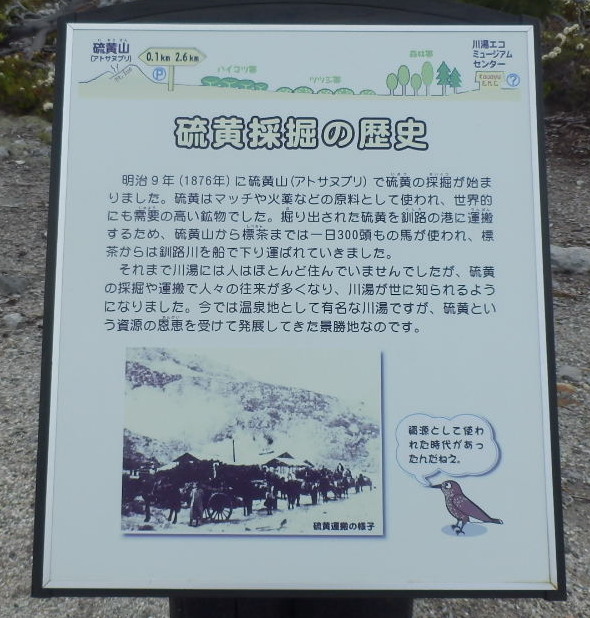 硫黄山
(アトサヌプリ)
0.1km 2.6km
P
ハイマツ帯
ツツジ帯
森林帯
川湯エコ
ミュージアム
センター
?
硫黄採掘の歴史
明治9年(1876年)に硫黄山(アトサヌプリ)で硫黄の採掘が始ま
りました。硫黄はマッチや火薬などの原料として使われ、世界的
にも需要の高い鉱物でした。掘り出された硫黄を釧路の港に運搬
するため、硫黄山から標茶までは一日300頭もの馬が使われ、標
茶からは釧路川を船で下り運ばれていきました。
それまで川湯には人はほとんど住んでいませんでしたが、硫黄
の採掘や運搬で人々の往来が多くなり、川湯が世に知られるよう
になりました。今では温泉地として有名な川湯ですが、硫黄とい
う資源の恩恵を受けて発展してきた景勝地なのです。
資源として使わ
れた時代があっ
たんだねえ。
硫黄運搬の様子